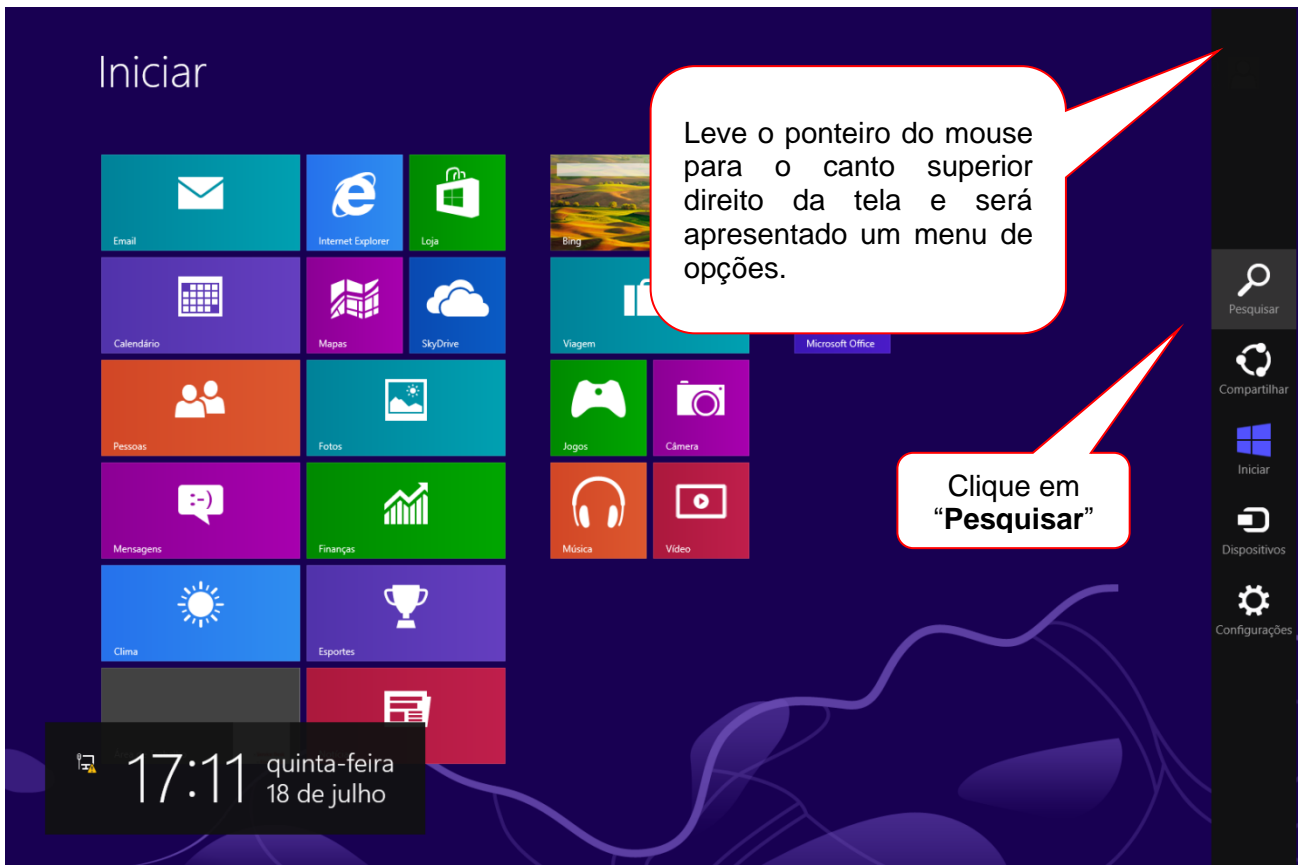 Iniciar
Leve o ponteiro do mouse
para o canto superior
direito da tela e será
apresentado um menu de
opções.
Email
Internet Explorer
Loja
Bing
Calendário
Mapas
SkyDrive
Viagem
Microsoft Office
Pessoas
Fotos
Jogos
Câmera
Mensagens
:-)
Finanças
Música
Vídeo
Clima
Esportes
Pesquisar
Compartilhar
Iniciar
Dispositivos
Configurações
Clique em
“Pesquisar”
17:11
quinta-feira
18 de julho